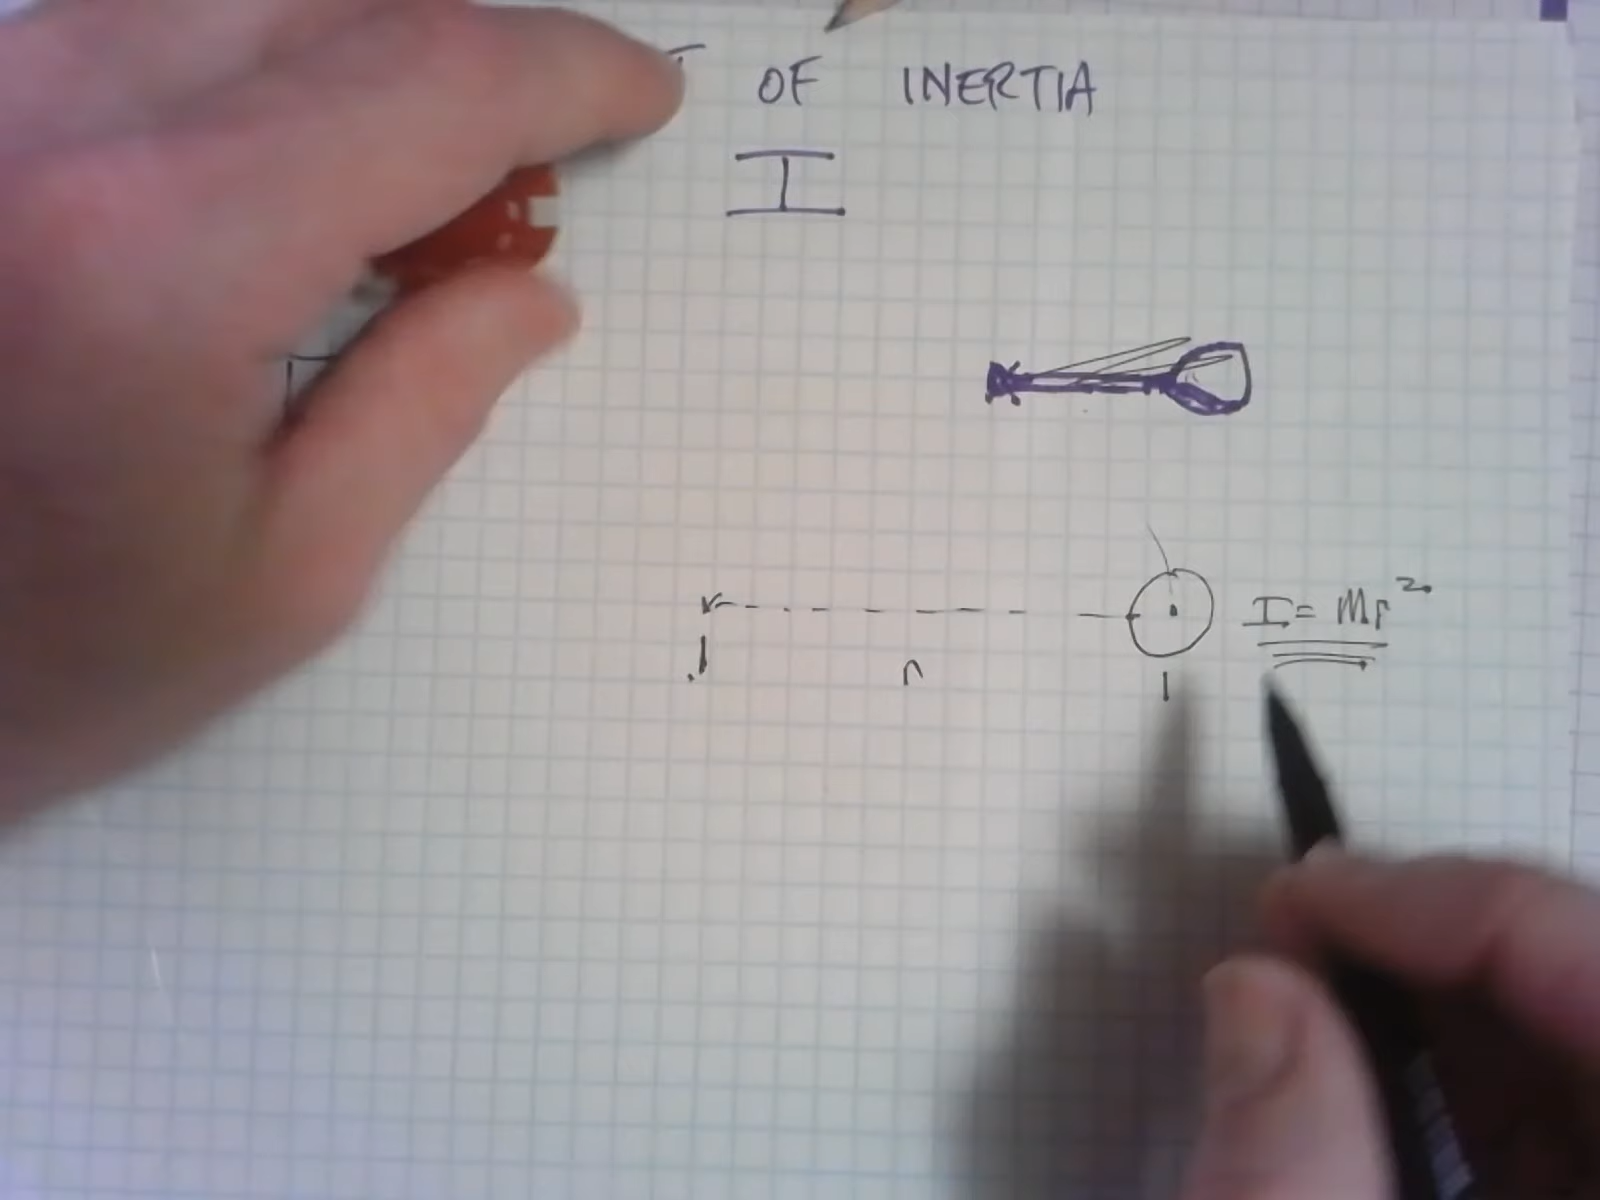 OF INERTIA
I
I = Mr²
r